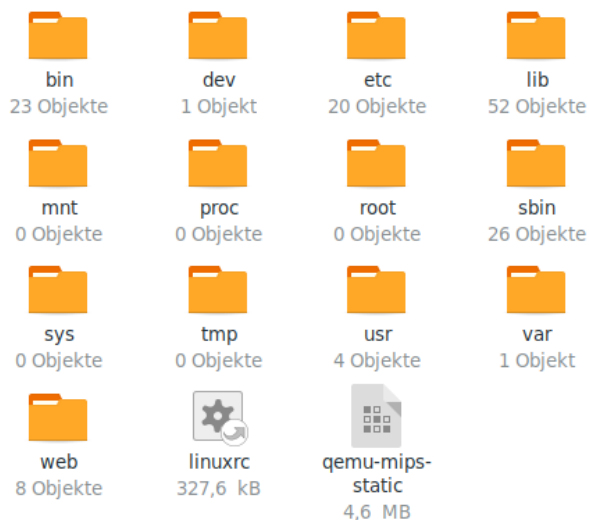 bin dev etc lib
23 Objekte 1 Objekt 20 Objekte 52 Objekte
mnt proc root sbin
0 Objekte 0 Objekte 0 Objekte 26 Objekte
sys tmp usr var
0 Objekte 0 Objekte 4 Objekte 1 Objekt
web linuxrc qemu-mips-
8 Objekte 327,6 kB static
4,6 MB